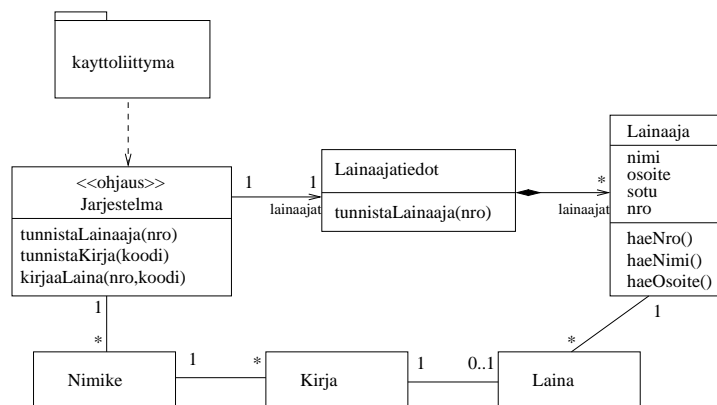 kayttoliittyma
<<ohjaus>>
Jarjestelma
tunnistaLainaaja(nro)
tunnistaKirja(koodi)
kirjaaLaina(nro,koodi)
1
1
lainaajat
Lainaajatiedot
tunnistaLainaaja(nro)
*
lainaajat
Lainaaja
nimi
osoite
sotu
nro
haeNro()
haeNimi()
haeOsoite()
1
*
1
*
Nimike
1
*
Kirja
1
0..1
Laina